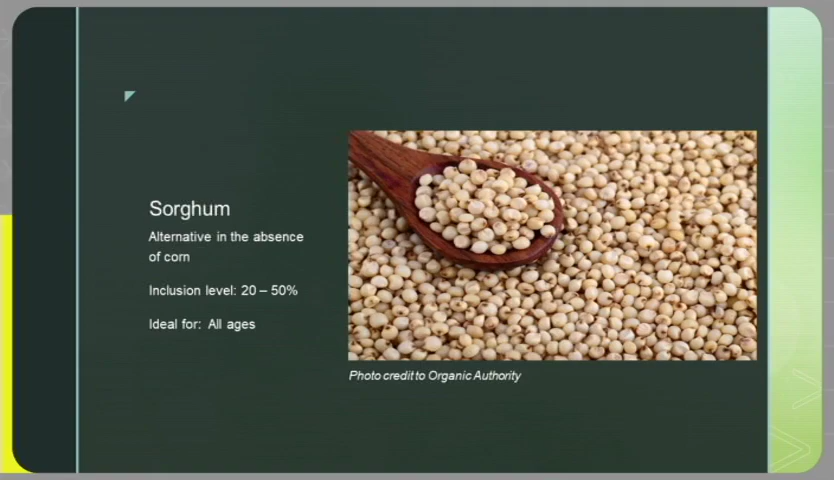 Sorghum
Alternative in the absence
of corn
Inclusion level: 20 – 50%
Ideal for: All ages
Photo credit to Organic Authority